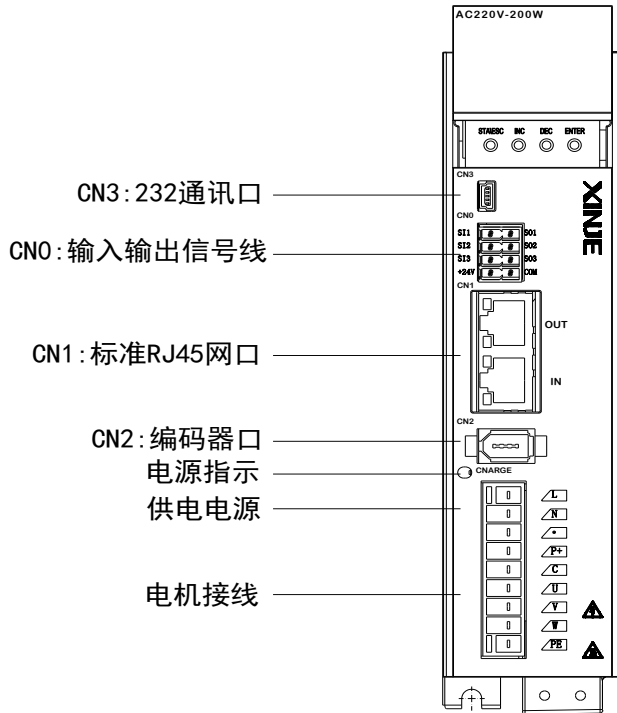 AC220V-200W
STA\ESC INC DEC ENTER
CN3
XINJE
CN3:232通讯口
CN0
CN0:输入输出信号线
SI1 SO1
SI2 SO2
SI3 SO3
+24V COM
CN1
OUT
CN1:标准RJ45网口
IN
CN2
CN2:编码器口
电源指示
CNARGE
供电电源
L
N
•
P+
C
电机接线
U
V
W
PE